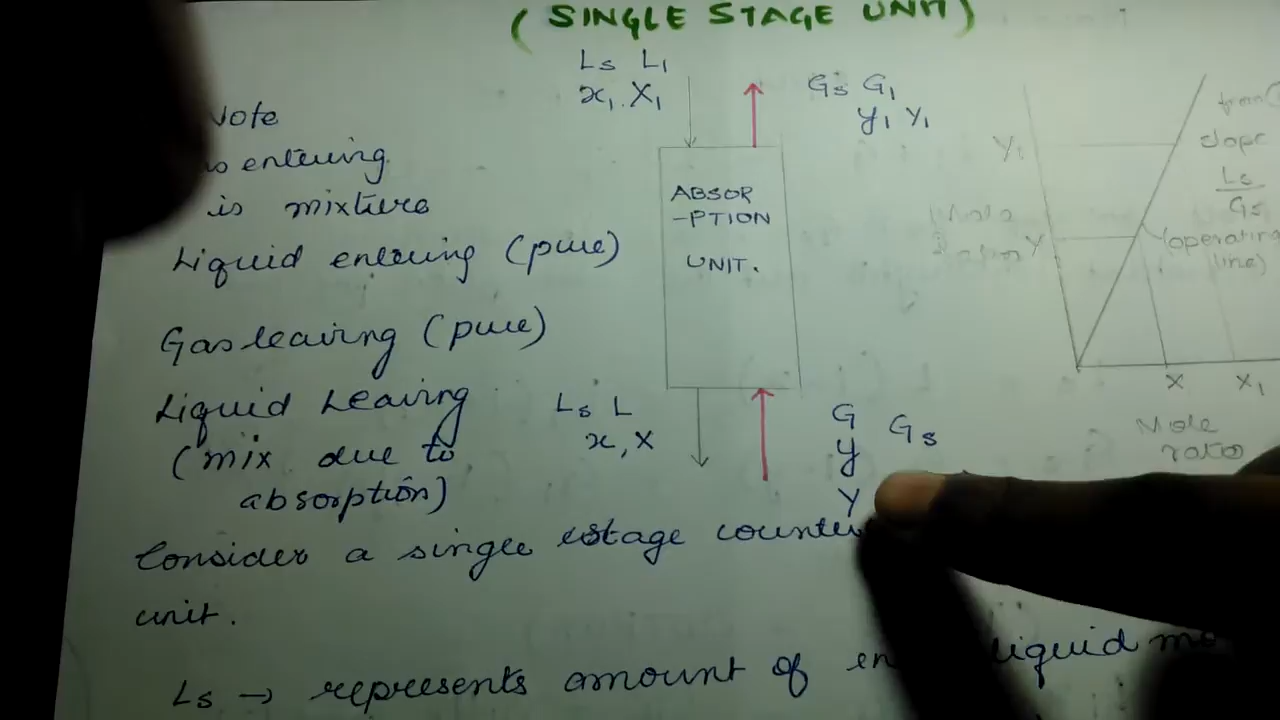 (SINGLE STAGE UNIT)
Ls L1
x1, X1
Gs G1
y1 Y1
Note
entering
is mixture
Liquid entering (pure)
Gas leaving (pure)
Liquid Leaving
(mix due to
absorption)
ABSOR
-PTION
UNIT.
Ls L
x, X
G Gs
y
Y
Y1
slope
Ls
Gs
Y
(operating
line)
X X1
Mole
ratio
Consider a single stage
unit.
Ls → represents amount of liquid